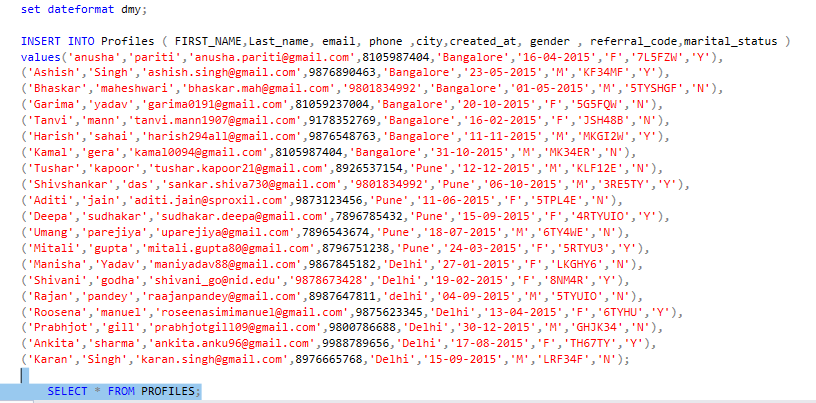 set dateformat dmy;
INSERT INTO Profiles ( FIRST_NAME,Last_name, email, phone ,city,created_at, gender , referral_code,marital_status )
values('anusha','pariti','anusha.pariti@gmail.com',8105987404,'Bangalore','16-04-2015','F','7L5FZW','Y'),
('Ashish','Singh','ashish.singh@gmail.com',9876890463,'Bangalore','23-05-2015','M','KF34MF','Y'),
('Bhaskar','maheshwari','bhaskar.mah@gmail.com','9801834992','Bangalore','01-05-2015','M','5TYSHGF','N'),
('Garima','yadav','garima0191@gmail.com',81059237004,'Bangalore','20-10-2015','F','5G5FQW','N'),
('Tanvi','mann','tanvi.mann1907@gmail.com',9178352769,'Bangalore','16-02-2015','F','JSH48B','N'),
('Harish','sahai','harish294all@gmail.com',9876548763,'Bangalore','11-11-2015','M','MKGI2W','Y'),
('Kamal','gera','kamal0094@gmail.com',8105987404,'Bangalore','31-10-2015','M','MK34ER','N'),
('Tushar','kapoor','tushar.kapoor21@gmail.com',8926537154,'Pune','12-12-2015','M','KLF12E','N'),
('Shivshankar','das','sankar.shiva730@gmail.com','9801834992','Pune','06-10-2015','M','3RE5TY','Y'),
('Aditi','jain','aditi.jain@sproxil.com',9873123456,'Pune','11-06-2015','F','5TPL4E','N'),
('Deepa','sudhakar','sudhakar.deepa@gmail.com',7896785432,'Pune','15-09-2015','F','4RTYUIO','Y'),
('Umang','parejiya','uparejiya@gmail.com',7896543674,'Pune','18-07-2015','M','6TY4WE','N'),
('Mitali','gupta','mitali.gupta80@gmail.com',8796751238,'Pune','24-03-2015','F','5RTYU3','Y'),
('Manisha','Yadav','maniyadav88@gmail.com',9867845182,'Delhi','27-01-2015','F','LKGHY6','N'),
('Shivani','godha','shivani_go@nid.edu','9878673428','Delhi','19-02-2015','F','8NM4R','Y'),
('Rajan','pandey','raajanpandey@gmail.com',8987647811,'delhi','04-09-2015','M','5TYUIO','N'),
('Roosena','manuel','roseenasimimanuel@gmail.com',9875623345,'Delhi','13-04-2015','F','6TYHU','Y'),
('Prabhjot','gill','prabhjotgill09@gmail.com',9800786688,'Delhi','30-12-2015','M','GHJK34','N'),
('Ankita','sharma','ankita.anku96@gmail.com',9988789656,'Delhi','17-08-2015','F','TH67TY','Y'),
('Karan','Singh','karan.singh@gmail.com',8976665768,'Delhi','15-09-2015','M','LRF34F','N');
SELECT * FROM PROFILES;